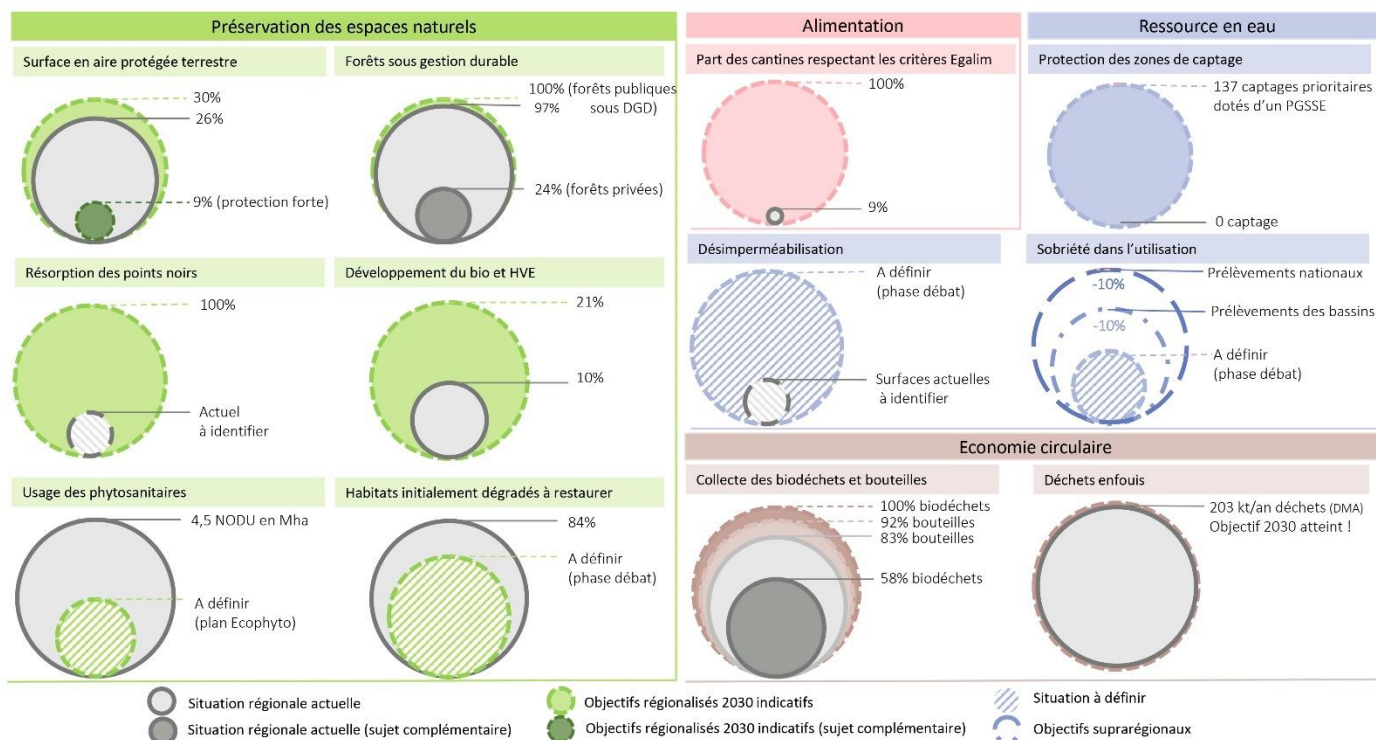 Préservation des espaces naturels
Surface en aire protégée terrestre
30%
26%
9% (protection forte)
Forêts sous gestion durable
100% (forêts publiques
97% sous DGD)
24% (forêts privées)
Résorption des points noirs
100%
Actuel
à identifier
Développement du bio et HVE
21%
10%
Usage des phytosanitaires
4,5 NODU en Mha
A définir
(plan Ecophyto)
Habitats initialement dégradés à restaurer
84%
A définir
(phase débat)
Alimentation
Part des cantines respectant les critères Egalim
100%
9%
Ressource en eau
Protection des zones de captage
137 captages prioritaires
dotés d'un PGSSE
0 captage
Désimperméabilisation
A définir
(phase débat)
Surfaces actuelles
à identifier
Sobriété dans l'utilisation
Prélèvements nationaux
-10%
Prélèvements des bassins
-10%
A définir
(phase débat)
Economie circulaire
Collecte des biodéchets et bouteilles
100% biodéchets
92% bouteilles
83% bouteilles
58% biodéchets
Déchets enfouis
203 kt/an déchets (DMA)
Objectif 2030 atteint !
Situation régionale actuelle
Situation régionale actuelle (sujet complémentaire)
Objectifs régionalisés 2030 indicatifs
Objectifs régionalisés 2030 indicatifs (sujet complémentaire)
Situation à définir
Objectifs suprarégionaux